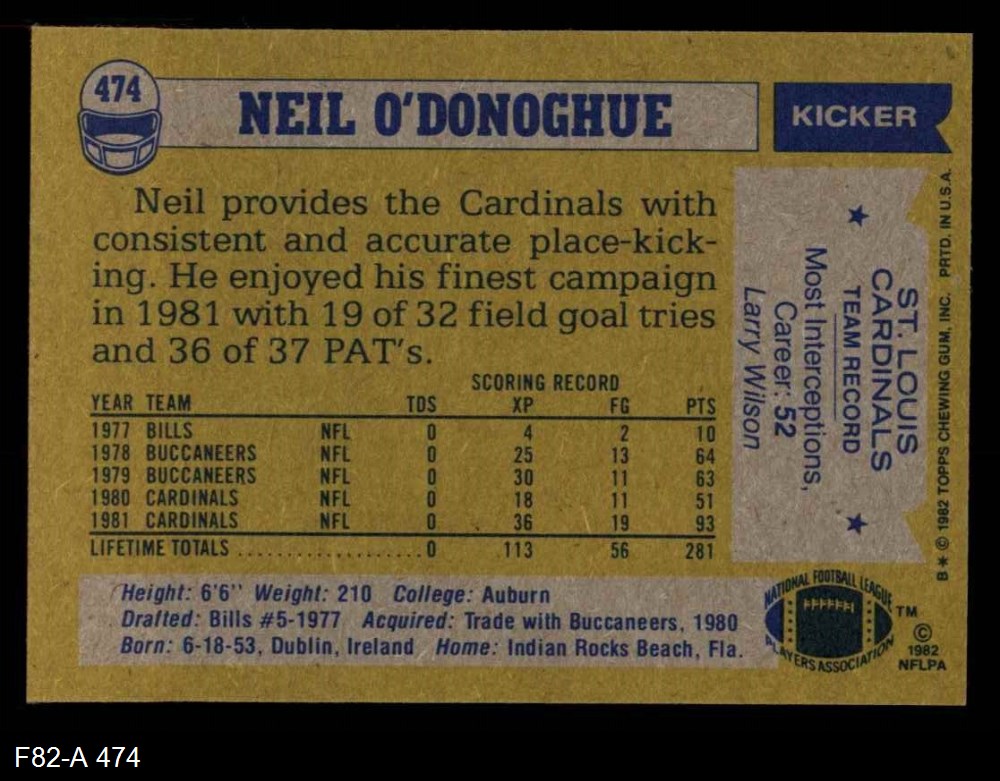 474
NEIL O'DONOGHUE
KICKER
Neil provides the Cardinals with
consistent and accurate place-kick-
ing. He enjoyed his finest campaign
in 1981 with 19 of 32 field goal tries
and 36 of 37 PAT's.
SCORING RECORD
YEAR TEAM TDS XP FG PTS
1977 BILLS NFL 0 4 2 10
1978 BUCCANEERS NFL 0 25 13 64
1979 BUCCANEERS NFL 0 30 11 63
1980 CARDINALS NFL 0 18 11 51
1981 CARDINALS NFL 0 36 19 93
LIFETIME TOTALS ....................0 113 56 281
Height: 6'6" Weight: 210 College: Auburn
Drafted: Bills #5-1977 Acquired: Trade with Buccaneers, 1980
Born: 6-18-53, Dublin, Ireland Home: Indian Rocks Beach, Fla.
ST. LOUIS
CARDINALS
★ TEAM RECORD ★
Most Interceptions,
Career: 52
Larry Wilson
B* © 1982 TOPPS CHEWING GUM, INC. PRTD. IN U.S.A.
NATIONAL FOOTBALL LEAGUE
PLAYERS ASSOCIATION
TM
©
1982
NFLPA
F82-A 474